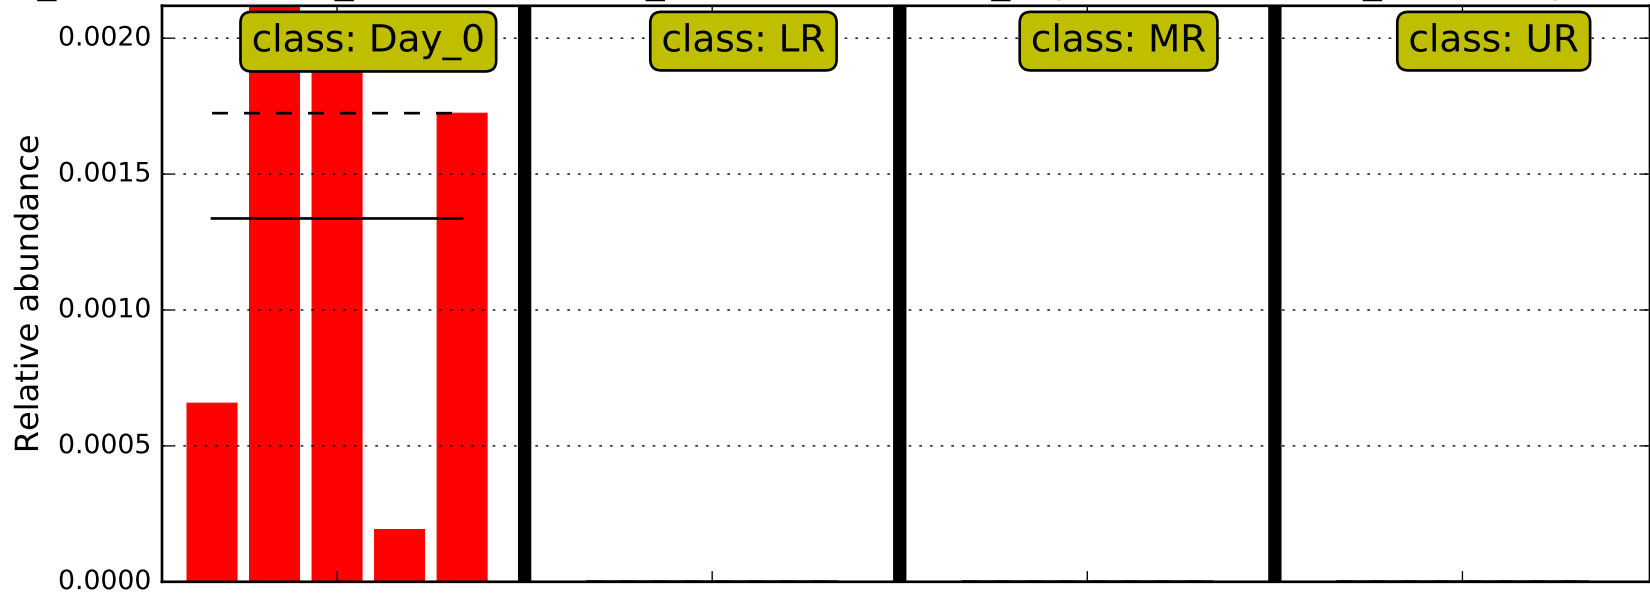 class: Day_0
class: LR
class: MR
class: UR
Relative abundance
0.0020
0.0015
0.0010
0.0005
0.0000